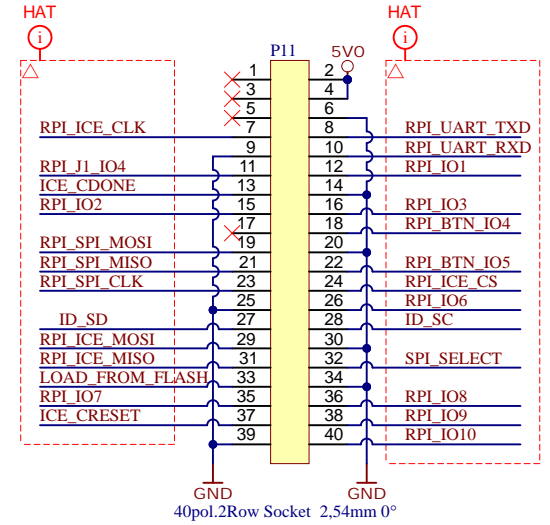 HAT
HAT
i
i
P11
5V0
1 2
3 4
5 6
RPI_ICE_CLK 7 8 RPI_UART_TXD
9 10 RPI_UART_RXD
RPI_J1_IO4 11 12 RPI_IO1
ICE_CDONE 13 14
RPI_IO2 15 16 RPI_IO3
17 18 RPI_BTN_IO4
RPI_SPI_MOSI 19 20
RPI_SPI_MISO 21 22 RPI_BTN_IO5
RPI_SPI_CLK 23 24 RPI_ICE_CS
25 26 RPI_IO6
ID_SD 27 28 ID_SC
RPI_ICE_MOSI 29 30
RPI_ICE_MISO 31 32 SPI_SELECT
LOAD_FROM_FLASH 33 34
RPI_IO7 35 36 RPI_IO8
ICE_CRESET 37 38 RPI_IO9
39 40 RPI_IO10
GND
GND
40pol.2Row Socket 2,54mm 0°